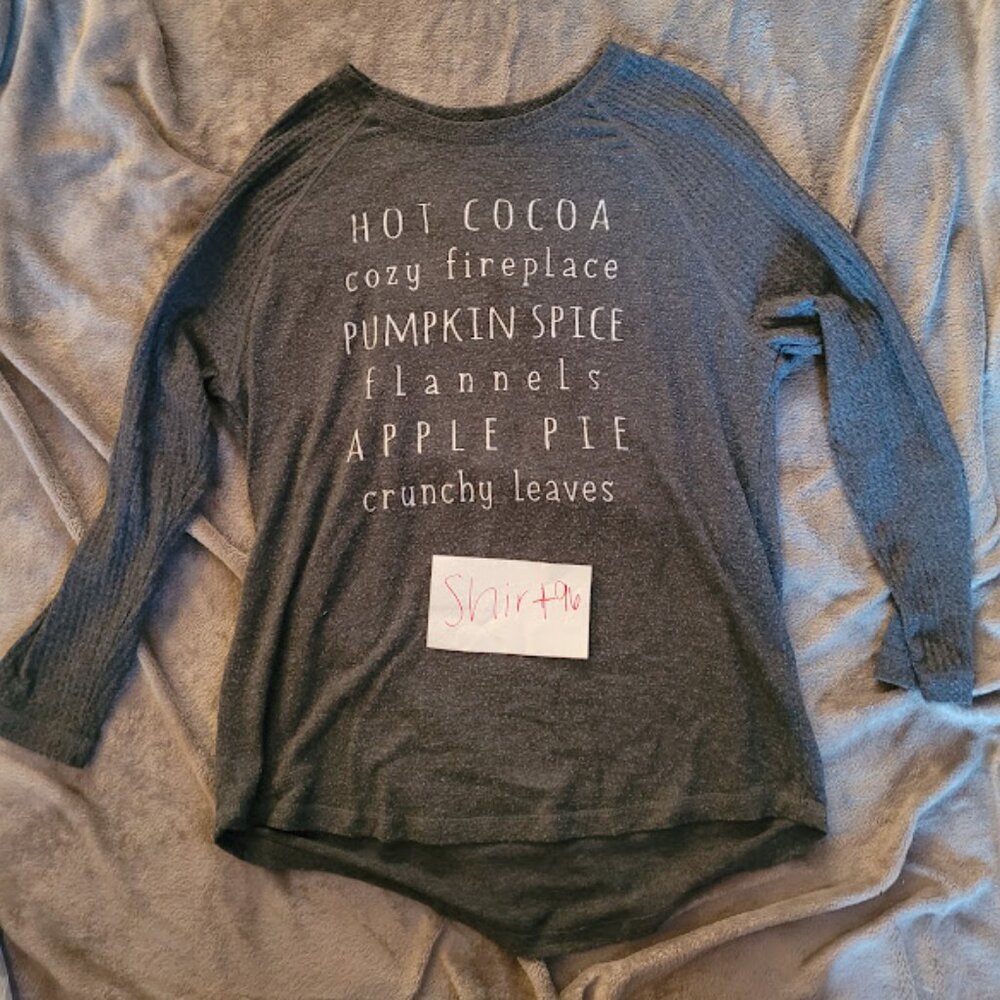 HOT COCOA
cozy fireplace
PUMPKIN SPICE
fLannels
APPLE PIE
crunchy leaves
Shirt96